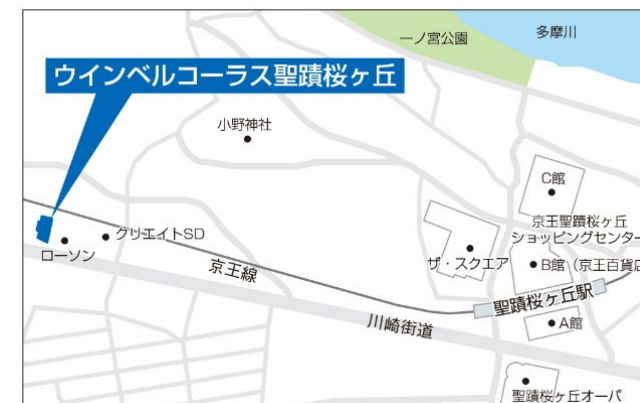 一ノ宮公園
多摩川
ウインベルコーラス聖蹟桜ヶ丘
小野神社
C館
京王聖蹟桜ヶ丘
ショッピングセンター
クリエイトSD
ローソン
京王線
ザ・スクエア
B館（京王百貨店
聖蹟桜ヶ丘駅
川崎街道
A館
聖蹟桜ヶ丘オーパ